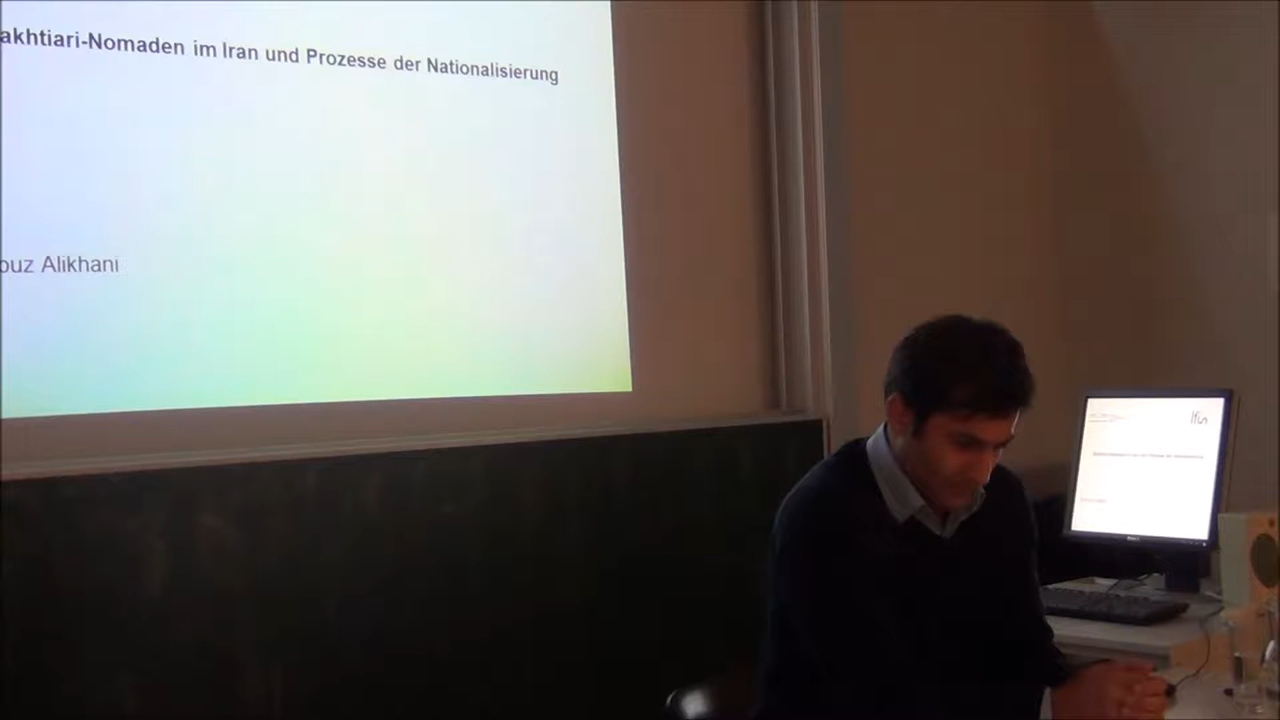 akhtiari-Nomaden im Iran und Prozesse der Nationalisierung
ouz Alikhani